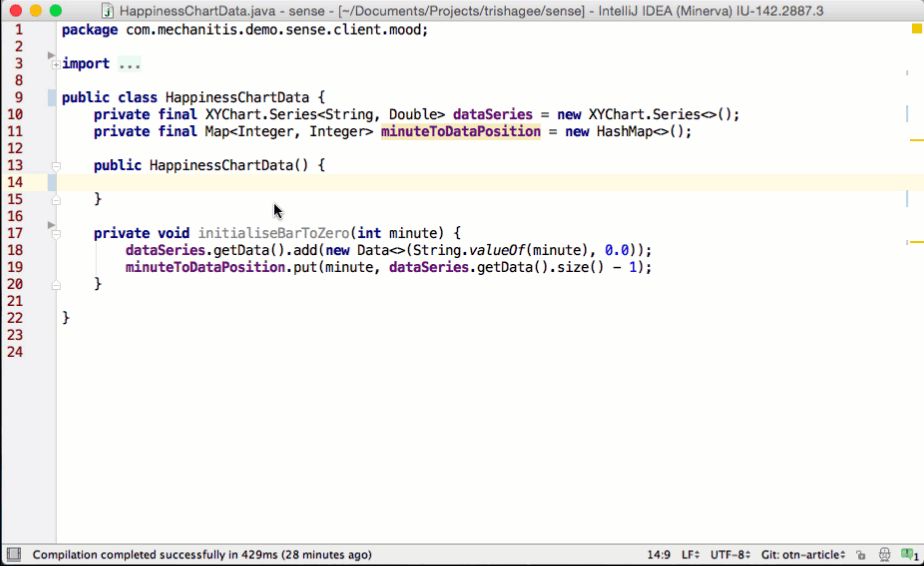 HappinessChartData.java - sense - [~/Documents/Projects/trishagee/sense] - IntelliJ IDEA (Minerva) IU-142.2887.3
1 package com.mechanitis.demo.sense.client.mood;
2
3 import ...
8
9 public class HappinessChartData {
10 private final XYChart.Series<String, Double> dataSeries = new XYChart.Series<>();
11 private final Map<Integer, Integer> minuteToDataPosition = new HashMap<>();
12
13 public HappinessChartData() {
14
15 }
16
17 private void initialiseBarToZero(int minute) {
18 dataSeries.getData().add(new Data<>(String.valueOf(minute), 0.0));
19 minuteToDataPosition.put(minute, dataSeries.getData().size() - 1);
20 }
21
22 }
23
24
Compilation completed successfully in 429ms (28 minutes ago) 14:9 LF UTF-8 Git: otn-article 1